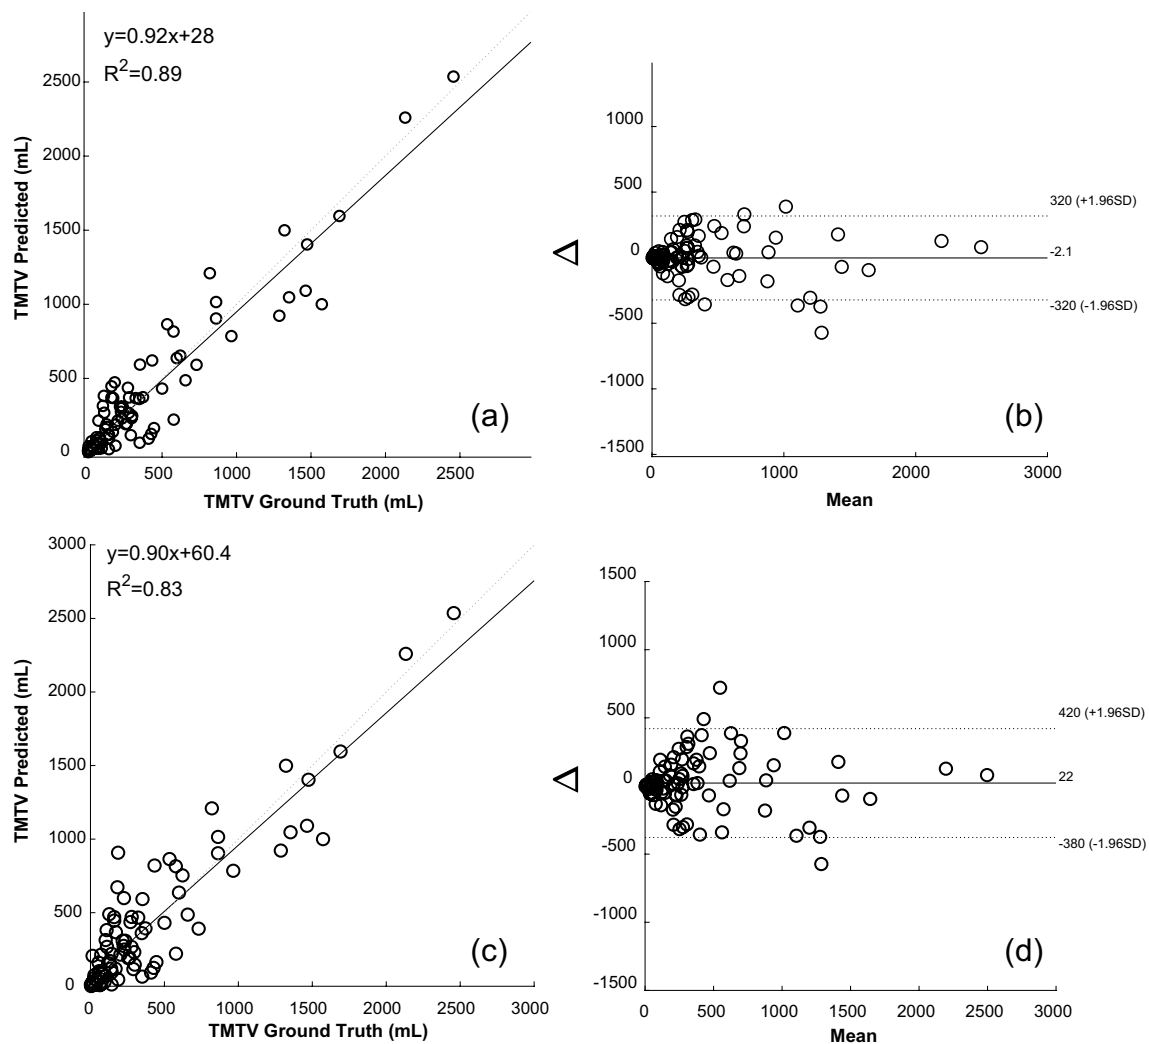 y=0.92x+28
R²=0.89
TMTV Predicted (mL)
2500
2000
1500
1000
500
0
0
500
1000
1500
2000
2500
TMTV Ground Truth (mL)
(a)
Δ
1000
500
0
-500
-1000
-1500
320 (+1.96SD)
-2.1
-320 (-1.96SD)
0
1000
2000
3000
Mean
(b)
y=0.90x+60.4
R²=0.83
TMTV Predicted (mL)
3000
2500
2000
1500
1000
500
0
0
500
1000
1500
2000
2500
3000
TMTV Ground Truth (mL)
(c)
Δ
1500
1000
500
0
-500
-1000
-1500
420 (+1.96SD)
22
-380 (-1.96SD)
0
500
1000
1500
2000
2500
3000
Mean
(d)